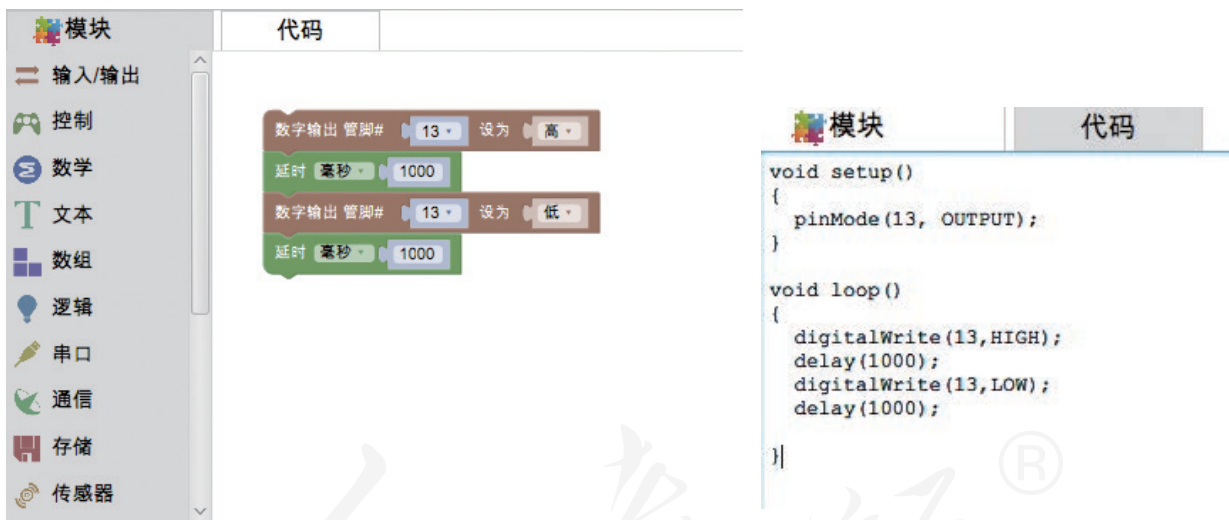 模块
代码
输入/输出
控制
数学
文本
数组
逻辑
串口
通信
存储
传感器
数字输出 管脚# 13 设为 高
延时 毫秒 1000
数字输出 管脚# 13 设为 低
延时 毫秒 1000
模块
代码
void setup()
{
  pinMode(13, OUTPUT);
}
void loop()
{
  digitalWrite(13,HIGH);
  delay(1000);
  digitalWrite(13,LOW);
  delay(1000);
}
®